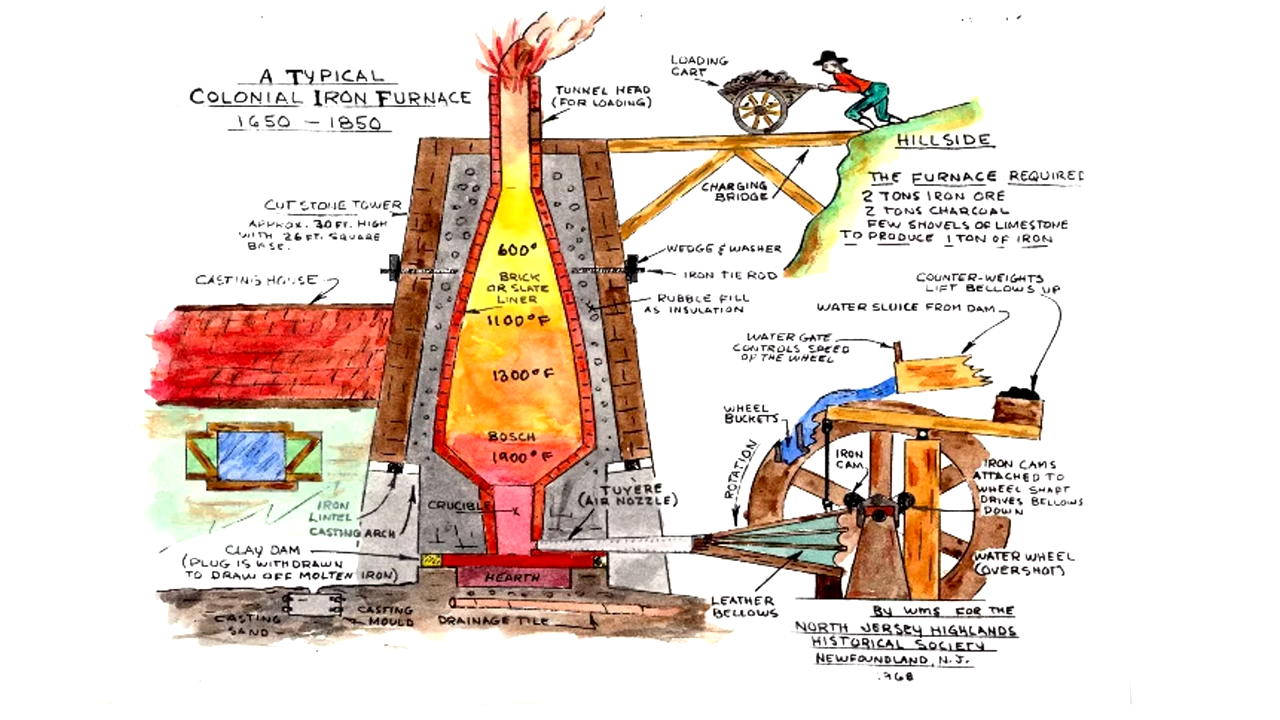 A TYPICAL
COLONIAL IRON FURNACE
1650 – 1850
TUNNEL HEAD
(FOR LOADING)
LOADING
CART
HILLSIDE
CHARGING
BRIDGE
THE FURNACE REQUIRED
2 TONS IRON ORE
2 TONS CHARCOAL
FEW SHOVELS OF LIMESTONE
TO PRODUCE 1 TON OF IRON
CUT STONE TOWER
APPROX. 30 FT. HIGH
WITH 26 FT. SQUARE
BASE.
CASTING HOUSE
600°
BRICK
OR SLATE
LINER
1100° F
1300° F
BOSCH
1900° F
WEDGE & WASHER
IRON TIE ROD
RUBBLE FILL
AS INSULATION
COUNTER-WEIGHTS
LIFT BELLOWS UP
WATER SLUICE FROM DAM
WATER GATE
CONTROLS SPEED
OF THE WHEEL
WHEEL
BUCKETS
ROTATION
IRON
CAM
IRON CAMS
ATTACHED TO
WHEEL SHAFT
DRIVES BELLOWS
DOWN
WATER WHEEL
(OVERSHOT)
LEATHER
BELLOWS
TUYERE
(AIR NOZZLE)
CRUCIBLE
IRON
LINTEL
CASTING ARCH
CLAY DAM
(PLUG IS WITHDRAWN
TO DRAW OFF MOLTEN IRON)
HEARTH
CASTING
SAND
CASTING
MOULD
DRAINAGE TILE
BY WMS FOR THE
NORTH JERSEY HIGHLANDS
HISTORICAL SOCIETY
NEWFOUNDLAND, N.J.